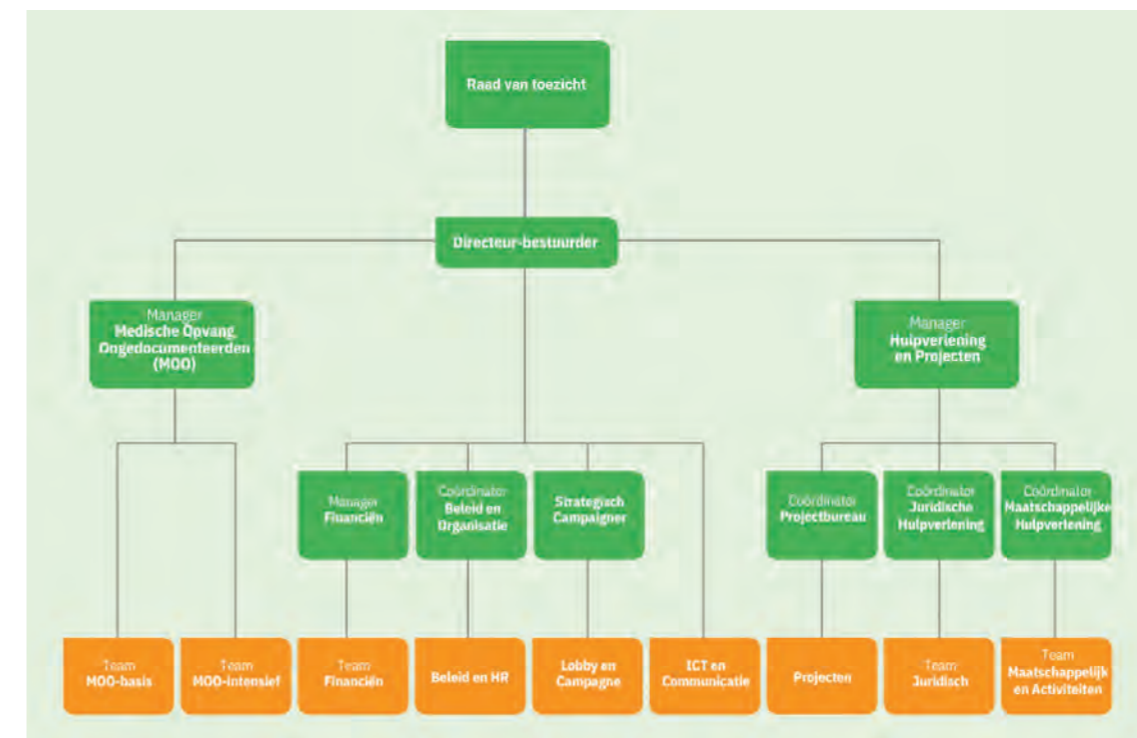 Raad van toezicht
Directeur-bestuurder
Manager
Medische Opvang
Ongedocumenteerden
(MOO)
Manager
Hulpverlening
en Projecten
Manager
Financiën
Coördinator
Beleid en
Organisatie
Strategisch
Campaigner
Coördinator
Projectbureau
Coördinator
Juridische
Hulpverlening
Coördinator
Maatschappelijke
Hulpverlening
Team
MOO-basis
Team
MOO-intensief
Team
Financiën
Beleid en HR
Lobby en
Campagne
ICT en
Communicatie
Projecten
Team
Juridisch
Team
Maatschappelijk
en Activiteiten